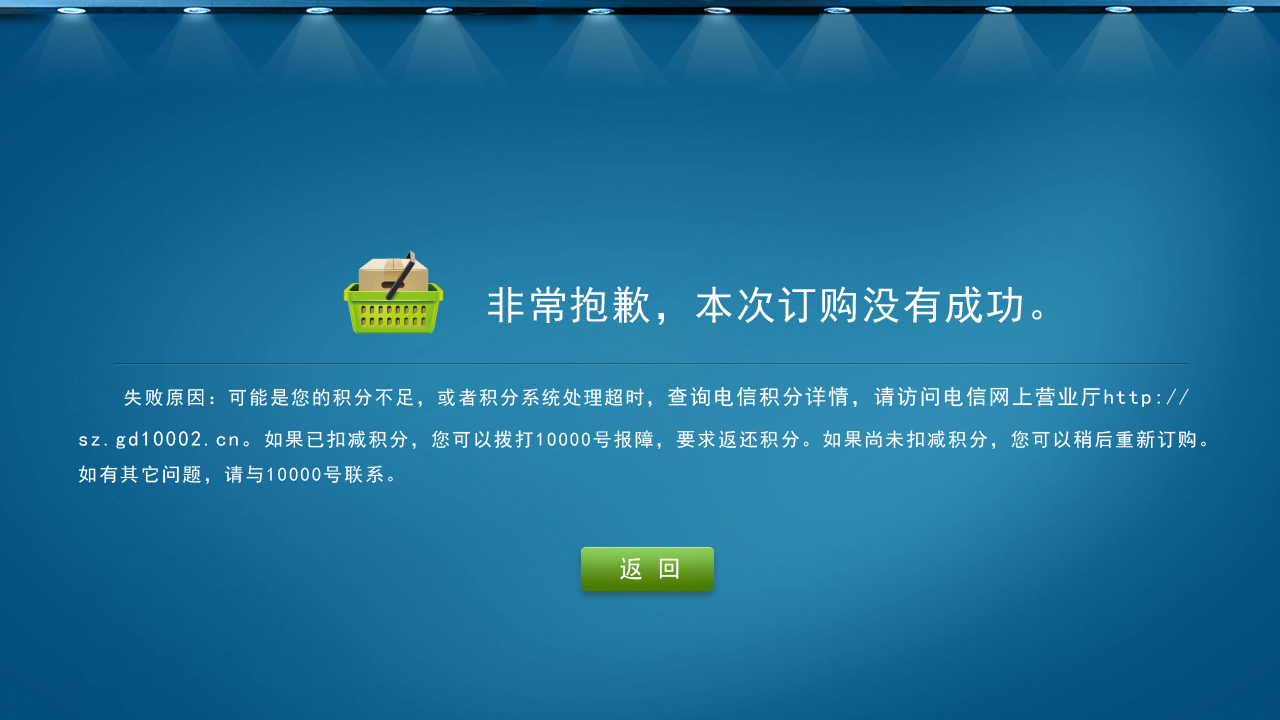 非常抱歉，本次订购没有成功。
失败原因：可能是您的积分不足，或者积分系统处理超时，查询电信积分详情，请访问电信网上营业厅http://
sz.gd10002.cn。如果已扣减积分，您可以拨打10000号报障，要求返还积分。如果尚未扣减积分，您可以稍后重新订购。
如有其它问题，请与10000号联系。
返 回